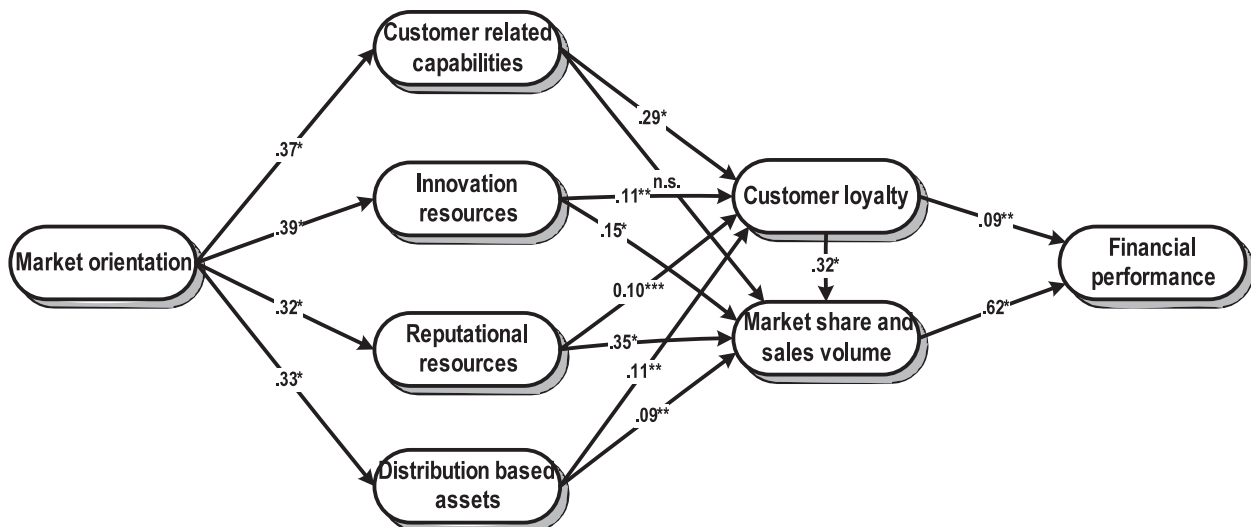 Customer related
capabilities
.29*
.37*
n.s.
Innovation
resources
.11**
Customer loyalty
.39*
.15*
.09**
Market orientation
.32*
Financial
performance
.32*
0.10***
.62*
Reputational
resources
.35*
Market share and
sales volume
.33*
.11**
.09**
Distribution based
assets